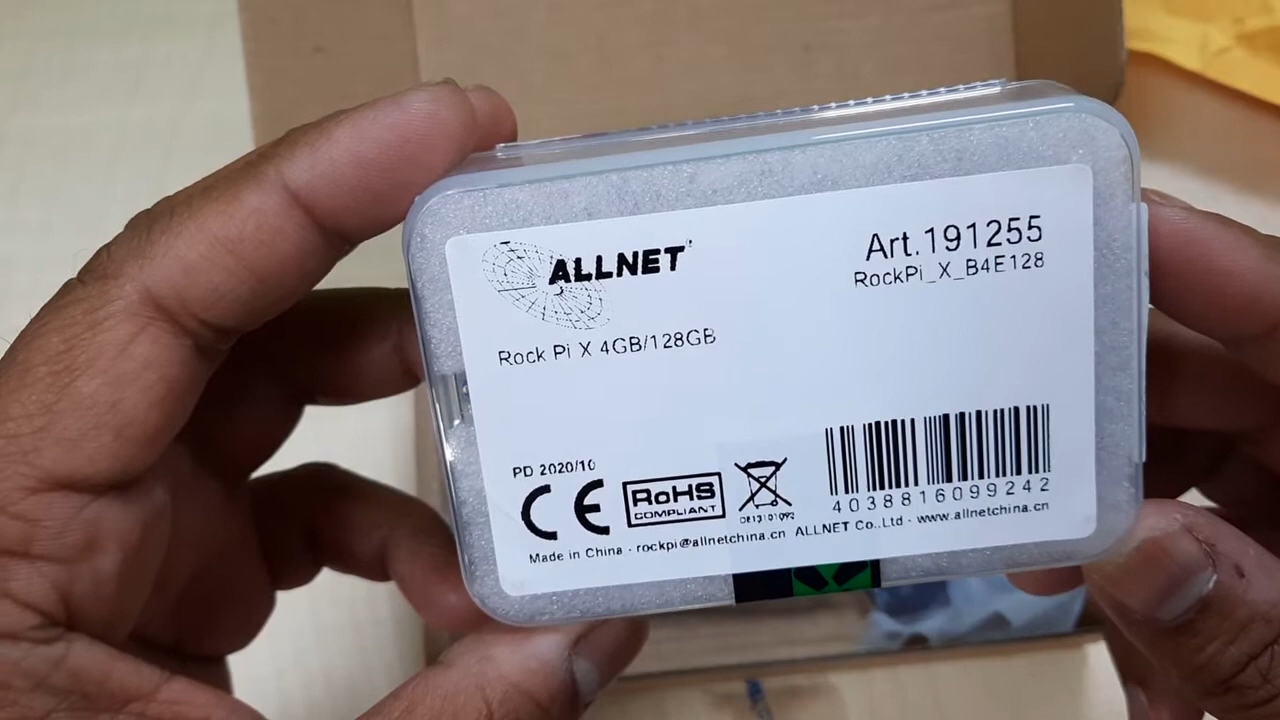 ALLNET
Art.191255
RockPi_X_B4E128
Rock Pi X 4GB/128GB
PD 2020/10
CE
RoHS
COMPLIANT
4038816099242
Made in China - rockpi@allnetchina.cn ALLNET Co.,Ltd - www.allnetchina.cn